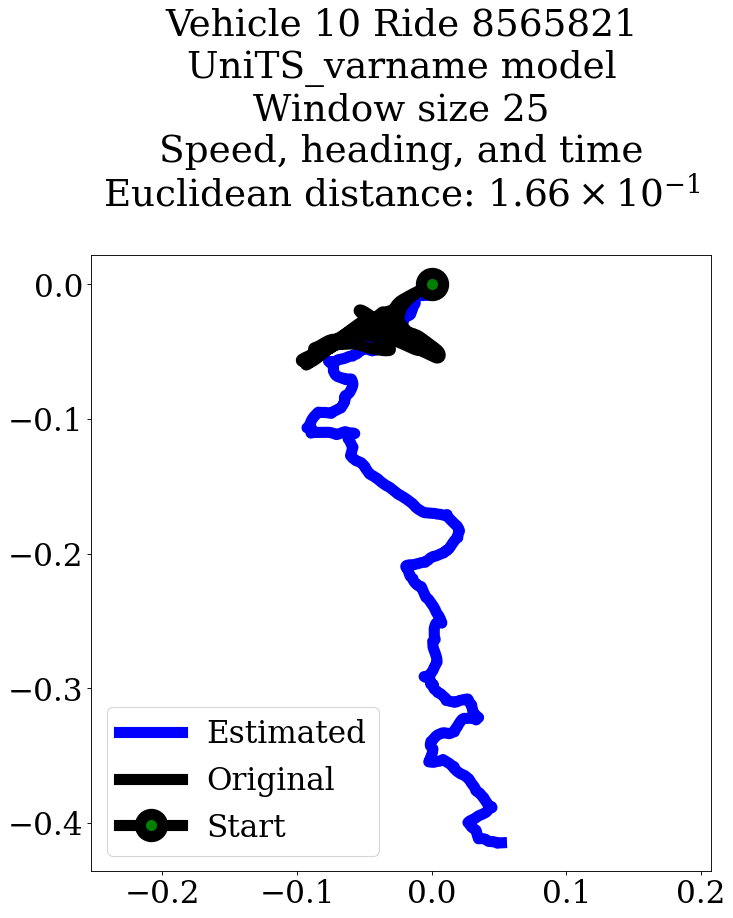 Vehicle 10 Ride 8565821
UniTS_varname model
Window size 25
Speed, heading, and time
Euclidean distance: 1.66 × 10⁻¹
0.0
−0.1
−0.2
−0.3
−0.4
Estimated
Original
Start
−0.2 −0.1 0.0 0.1 0.2